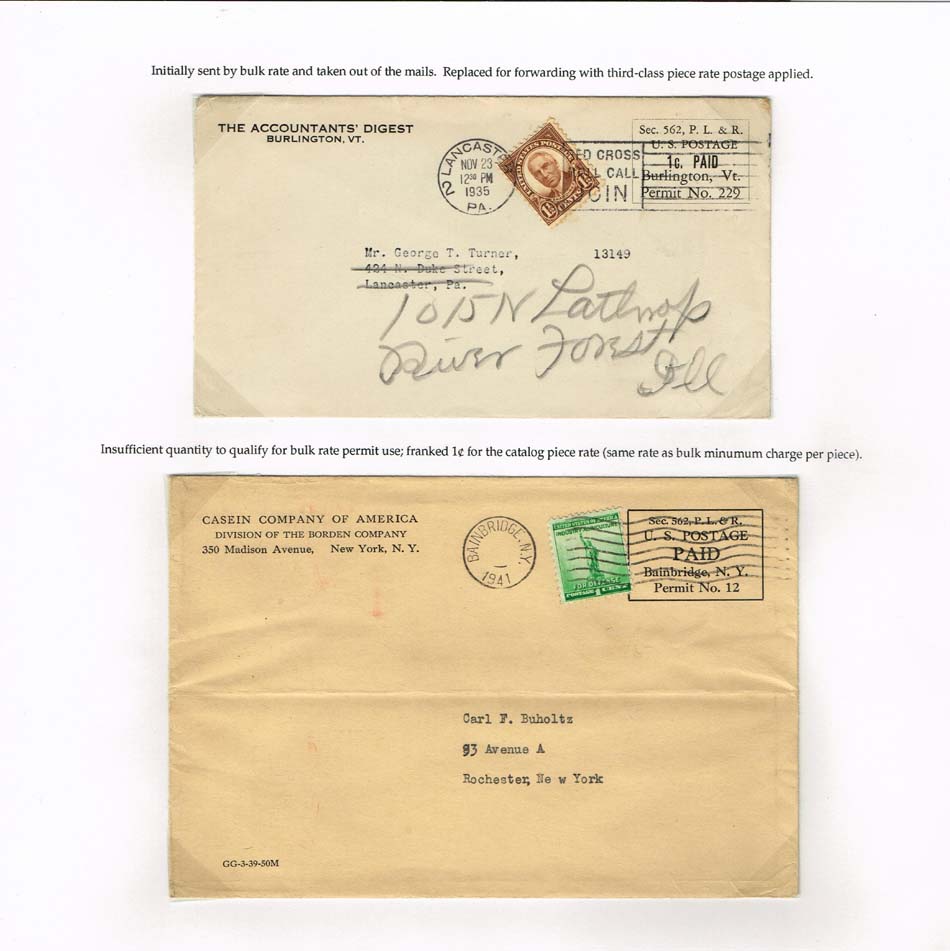 Initially sent by bulk rate and taken out of the mails. Replaced for forwarding with third-class piece rate postage applied.
THE ACCOUNTANTS' DIGEST
BURLINGTON, VT.
LANCASTER
2
NOV 23
12 30 PM
1935
PA.
UNITED STATES POSTAGE
1½ CENTS 1½
RED CROSS
CALL
Sec. 562, P. L. & R.
U. S. POSTAGE
1c. PAID
Burlington, Vt.
Permit No. 229
Mr. George T. Turner, 13149
424 N. Duke Street,
Lancaster, Pa.
1015 N Lathrop
River Forest
Ill
Insufficient quantity to qualify for bulk rate permit use; franked 1¢ for the catalog piece rate (same rate as bulk minumum charge per piece).
CASEIN COMPANY OF AMERICA
DIVISION OF THE BORDEN COMPANY
350 Madison Avenue, New York, N. Y.
BAINBRIDGE, N.Y.
1941
UNITED STATES OF AMERICA
INDUSTRY AGRICULTURE
FOR DEFENSE
POSTAGE 1 CENT
Sec. 562, P. L. & R.
U. S. POSTAGE
PAID
Bainbridge, N. Y.
Permit No. 12
Carl F. Buholtz
93 Avenue A
Rochester, Ne w York
GG-3-39-50M